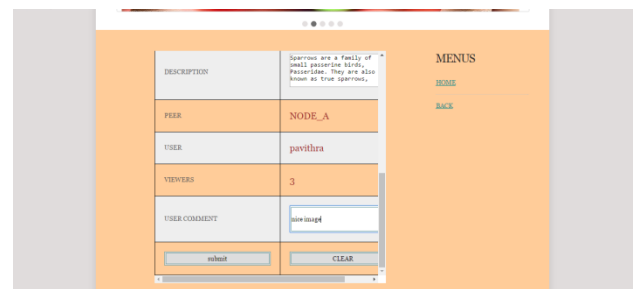 DESCRIPTION
Sparrows are a family of
small passerine birds,
Passeridae. They are also
known as true sparrows,
PEER
NODE_A
USER
pavithra
VIEWERS
3
USER COMMENT
nice image
submit
CLEAR
MENUS
HOME
BACK